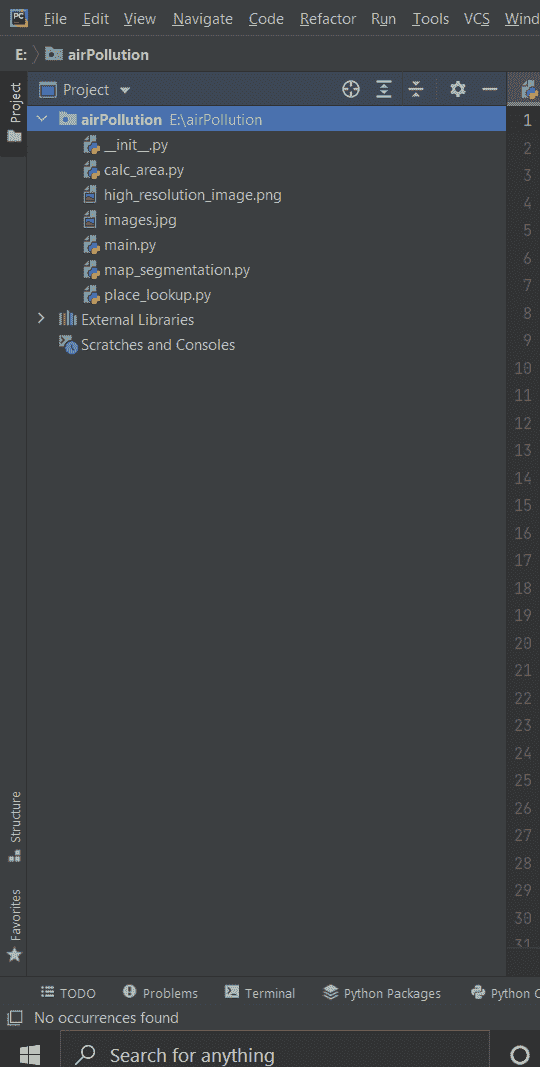 PC File Edit View Navigate Code Refactor Run Tools VCS Wind
E: airPollution
Project
Project
airPollution E:\airPollution
1
__init__.py
2
calc_area.py
3
high_resolution_image.png
4
images.jpg
5
main.py
6
map_segmentation.py
7
place_lookup.py
8
External Libraries
9
Scratches and Consoles
10
11
12
13
14
15
16
17
18
19
20
21
22
23
24
25
Structure
26
27
28
29
Favorites
30
31
TODO Problems Terminal Python Packages Python C
No occurrences found
Search for anything